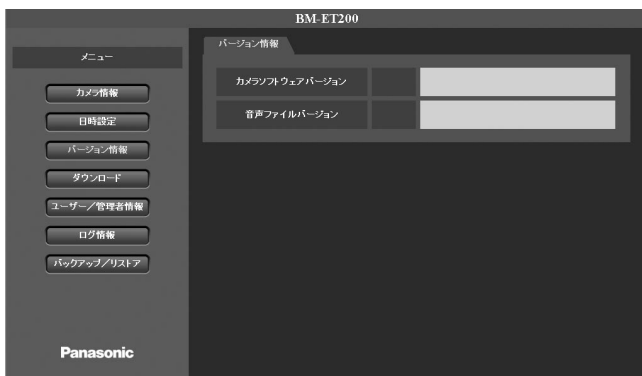 BM-ET200
メニュー
カメラ情報
日時設定
バージョン情報
ダウンロード
ユーザー／管理者情報
ログ情報
バックアップ／リストア
Panasonic
バージョン情報
カメラソフトウェアバージョン
音声ファイルバージョン